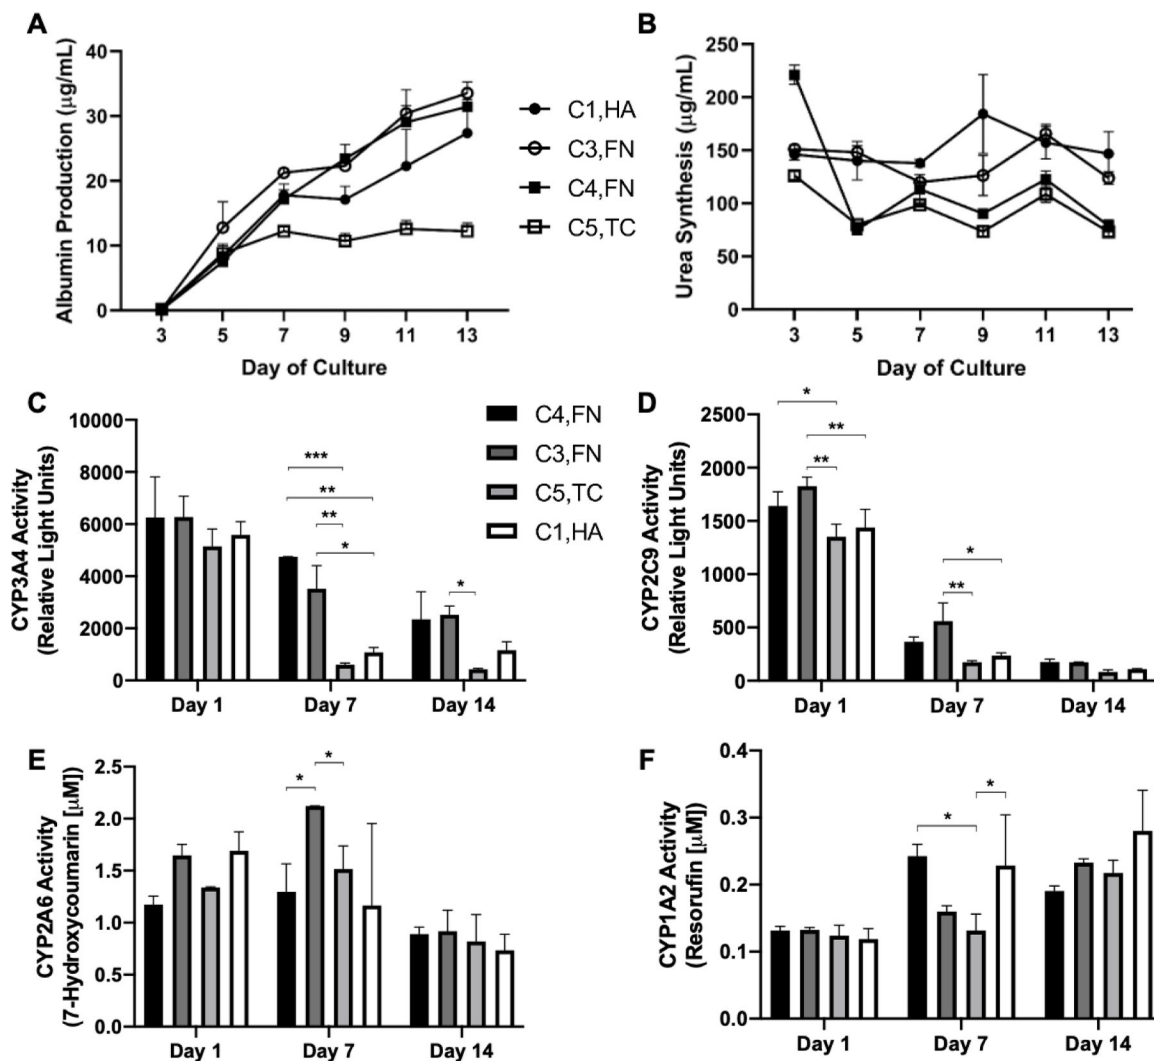 A
Albumin Production (μg/mL)
40
30
20
10
0
3 5 7 9 11 13
Day of Culture
C1,HA
C3,FN
C4,FN
C5,TC
B
Urea Synthesis (μg/mL)
250
200
150
100
50
0
3 5 7 9 11 13
Day of Culture
C
CYP3A4 Activity
(Relative Light Units)
10000
8000
6000
4000
2000
0
***
**
**
*
*
Day 1 Day 7 Day 14
C4,FN
C3,FN
C5,TC
C1,HA
D
CYP2C9 Activity
(Relative Light Units)
2500
2000
1500
1000
500
0
*
**
**
*
**
Day 1 Day 7 Day 14
E
CYP2A6 Activity
(7-Hydroxycoumarin [μM])
2.5
2.0
1.5
1.0
0.5
0.0
*
*
Day 1 Day 7 Day 14
F
CYP1A2 Activity
(Resorufin [μM])
0.4
0.3
0.2
0.1
0.0
*
*
Day 1 Day 7 Day 14